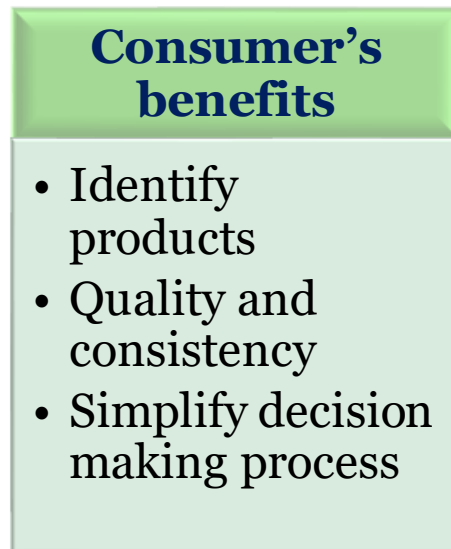 Consumer’s
benefits
• Identify
products
• Quality and
consistency
• Simplify decision
making process